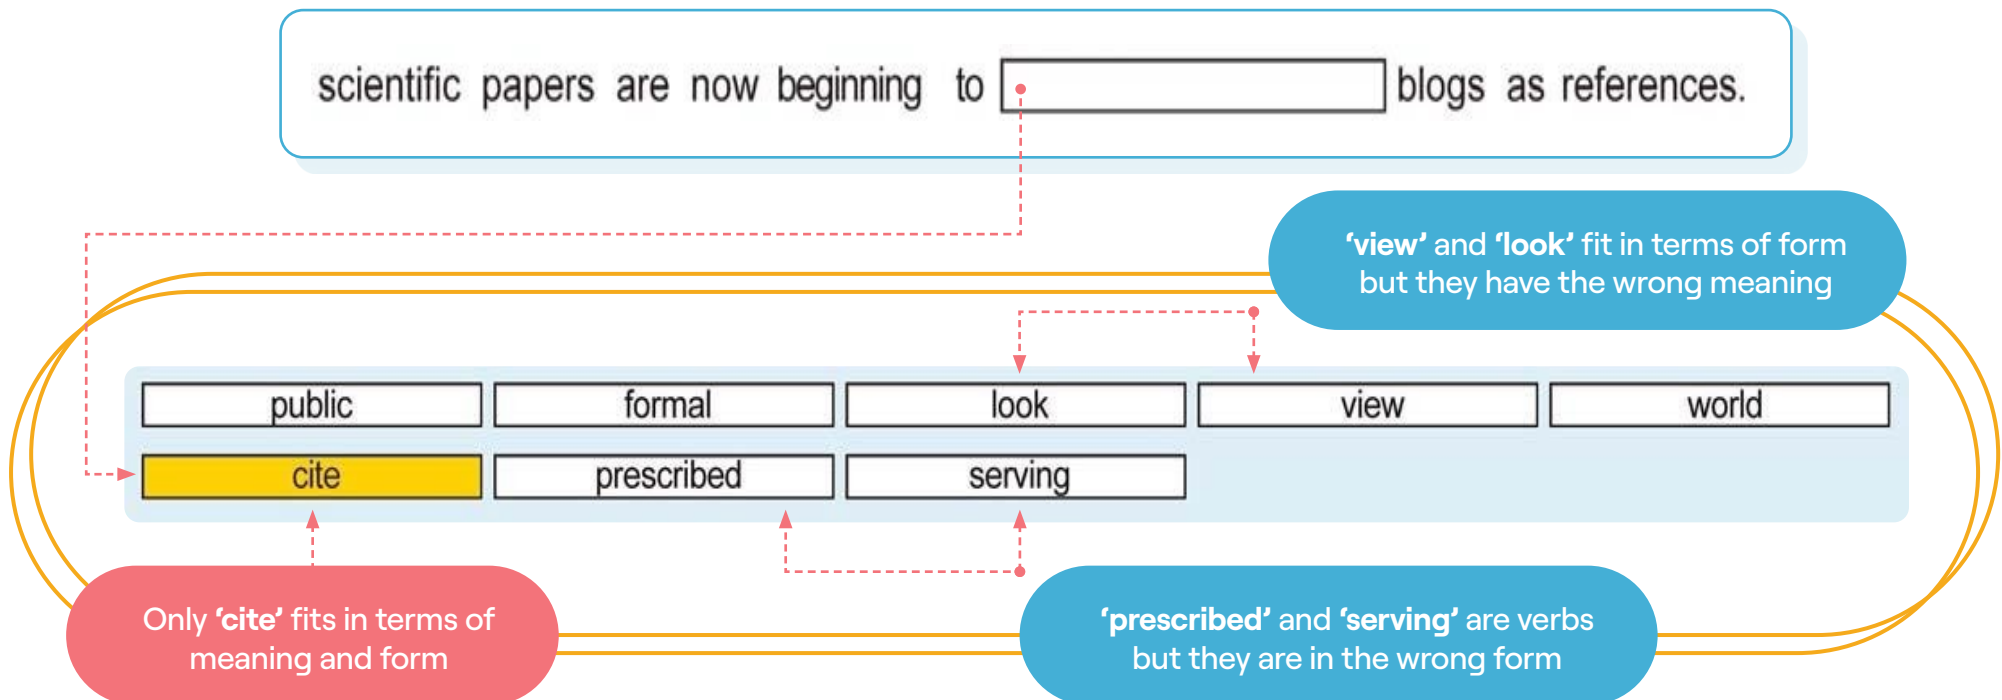 scientific papers are now beginning to blogs as references.
‘view’ and ‘look’ fit in terms of form
but they have the wrong meaning
public formal look view world
cite prescribed serving
Only ‘cite’ fits in terms of
meaning and form
‘prescribed’ and ‘serving’ are verbs
but they are in the wrong form